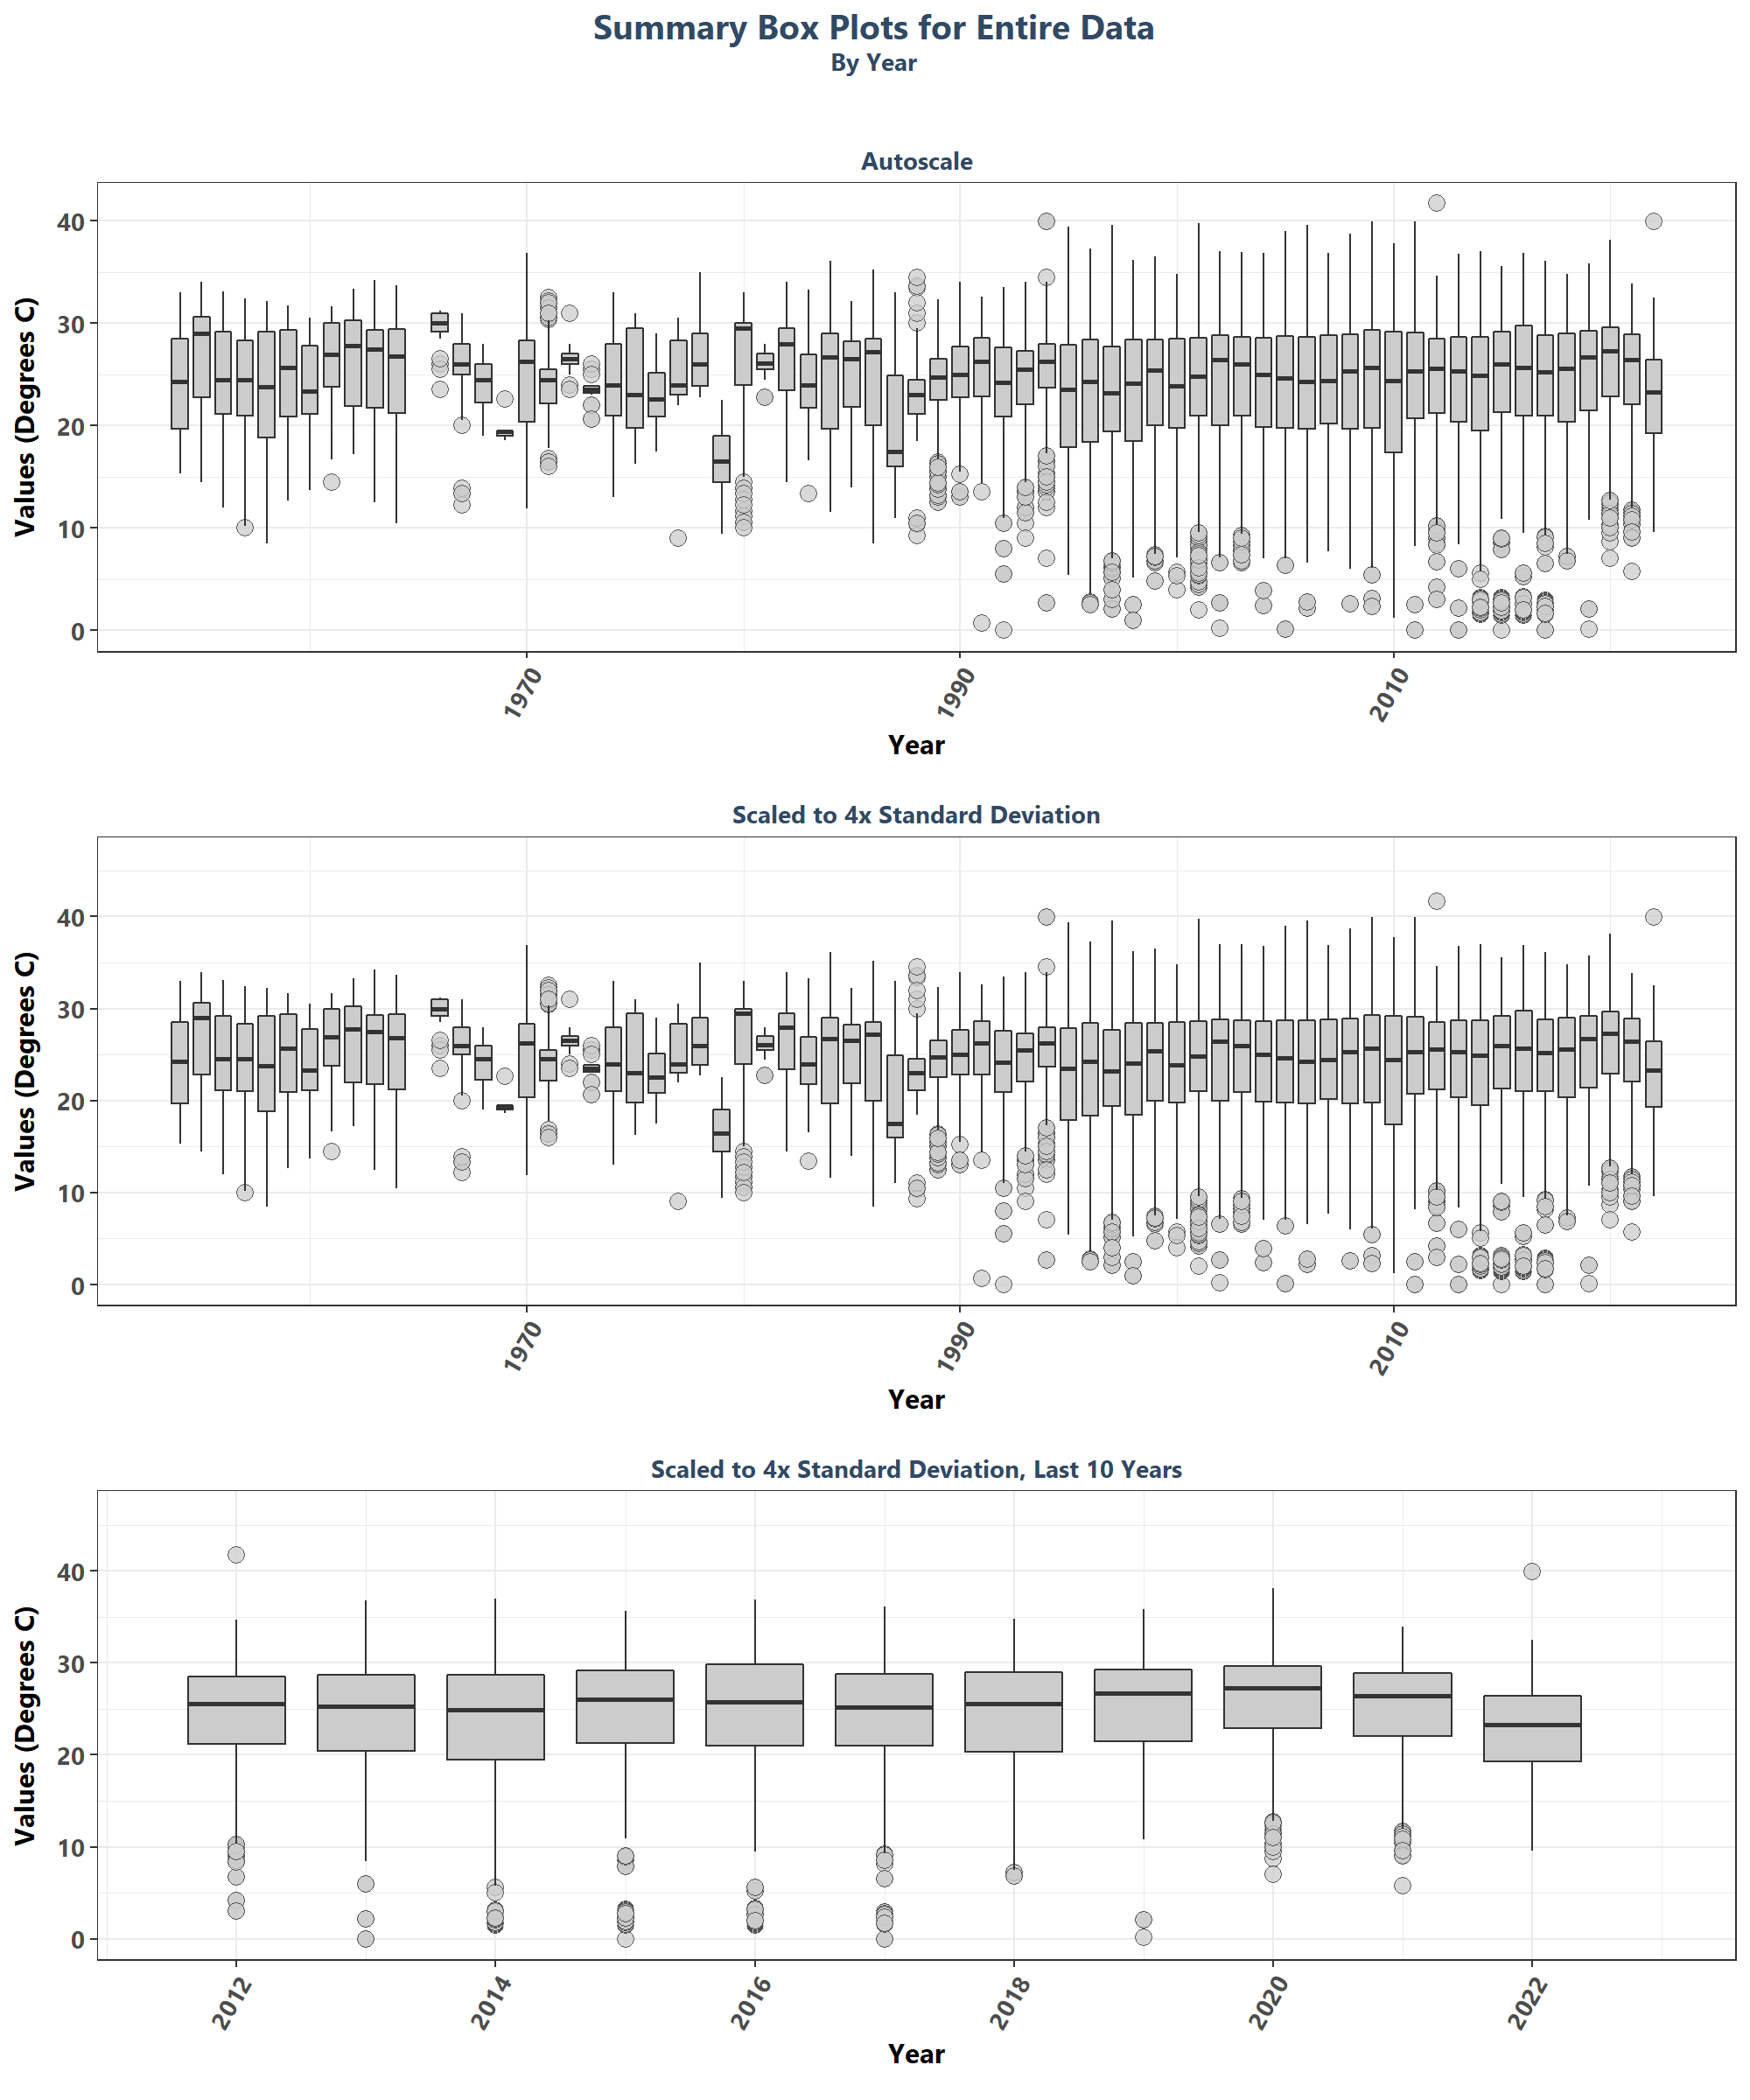 Summary Box Plots for Entire Data
By Year
Autoscale
Values (Degrees C)
40
30
20
10
0
1970
1990
2010
Year
Scaled to 4x Standard Deviation
Values (Degrees C)
40
30
20
10
0
1970
1990
2010
Year
Scaled to 4x Standard Deviation, Last 10 Years
Values (Degrees C)
40
30
20
10
0
2012
2014
2016
2018
2020
2022
Year